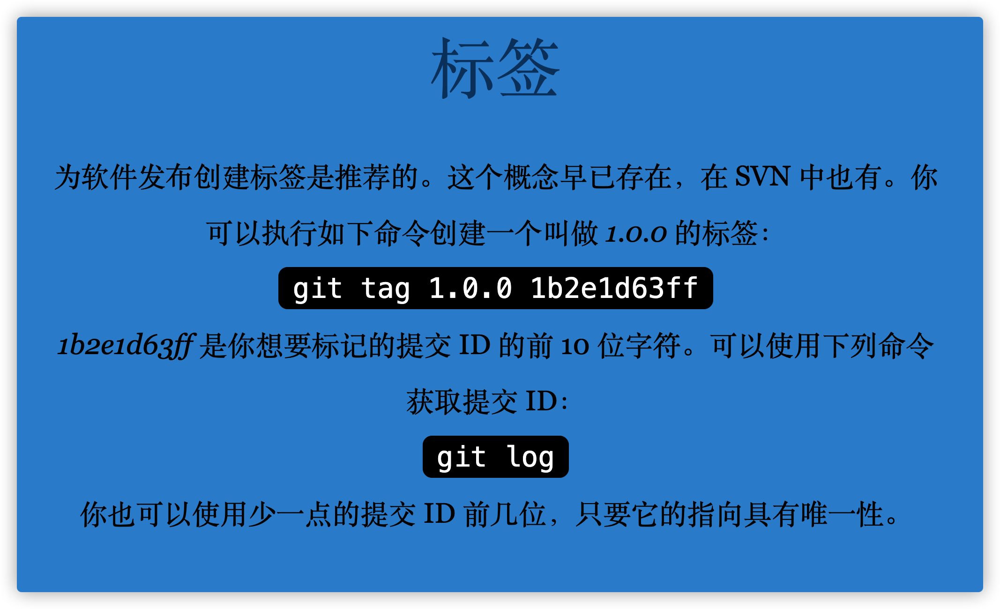 标签
为软件发布创建标签是推荐的。这个概念早已存在，在 SVN 中也有。你
可以执行如下命令创建一个叫做 1.0.0 的标签：
git tag 1.0.0 1b2e1d63ff
1b2e1d63ff 是你想要标记的提交 ID 的前 10 位字符。可以使用下列命令
获取提交 ID：
git log
你也可以使用少一点的提交 ID 前几位，只要它的指向具有唯一性。